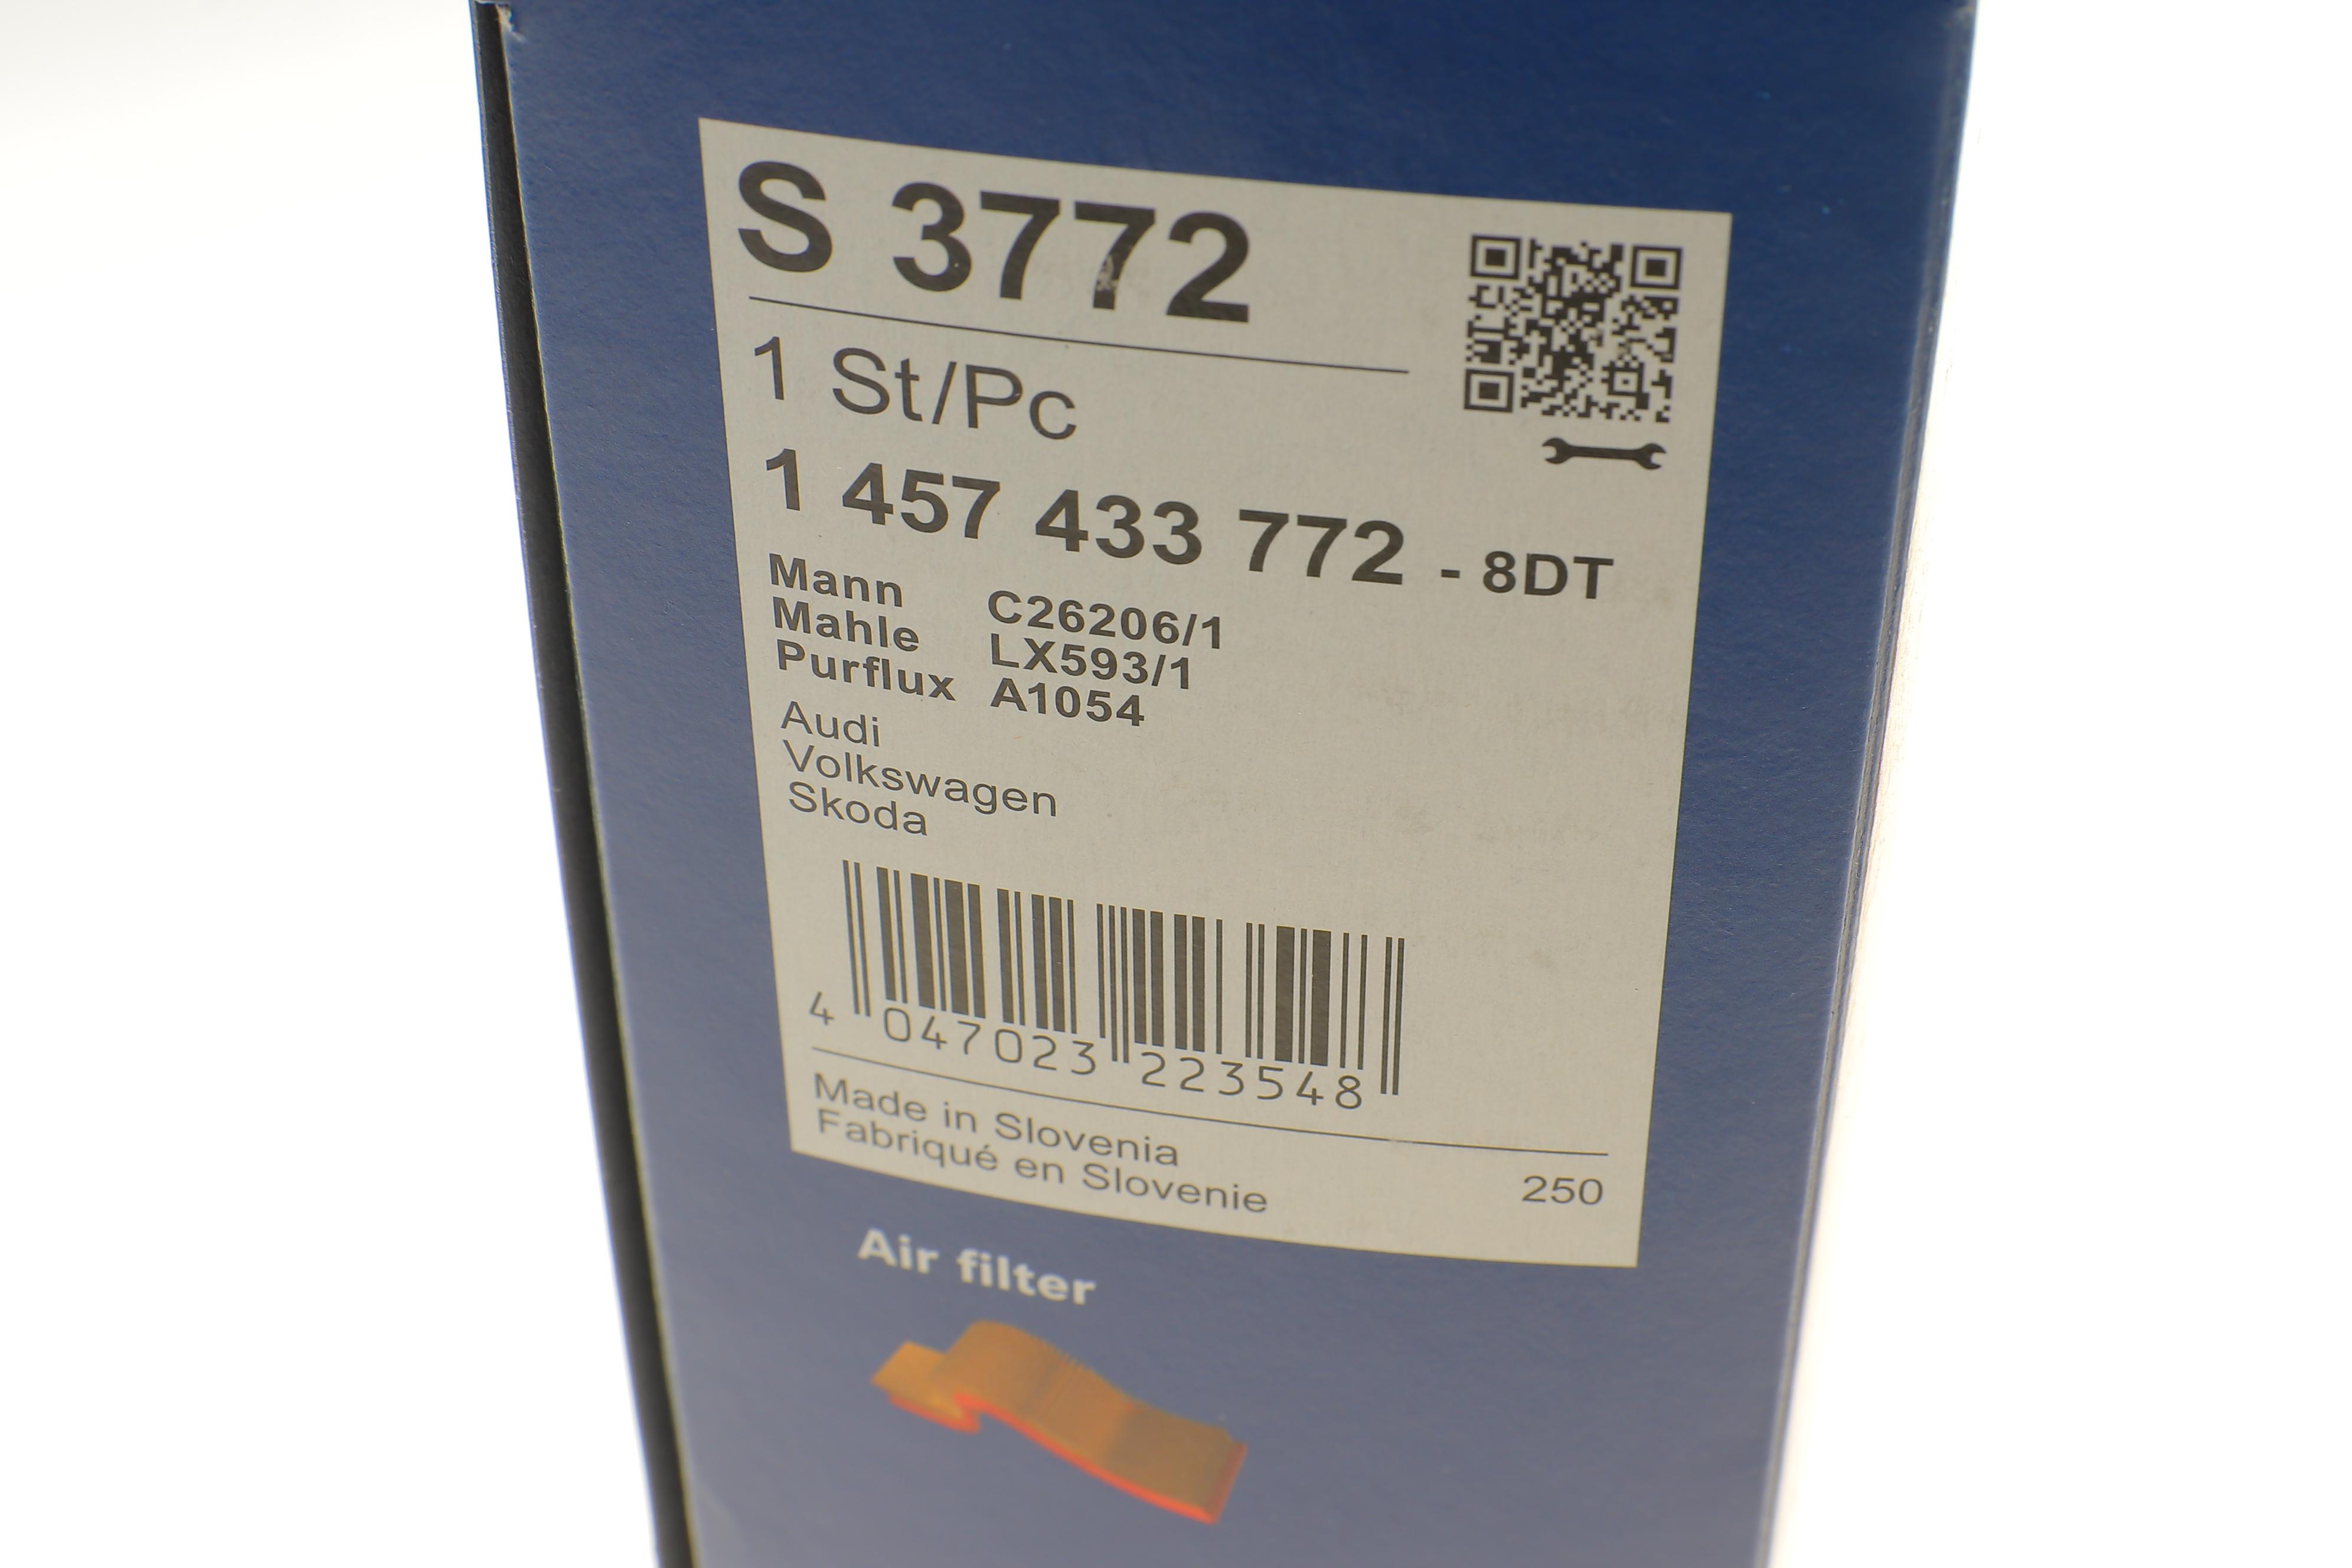 S 3772
1 St/Pc
1 457 433 772 - 8DT
Mann C26206/1
Mahle LX593/1
Purflux A1054
Audi
Volkswagen
Skoda
4 047023 223548
Made in Slovenia
Fabriqué en Slovenie 250
Air filter